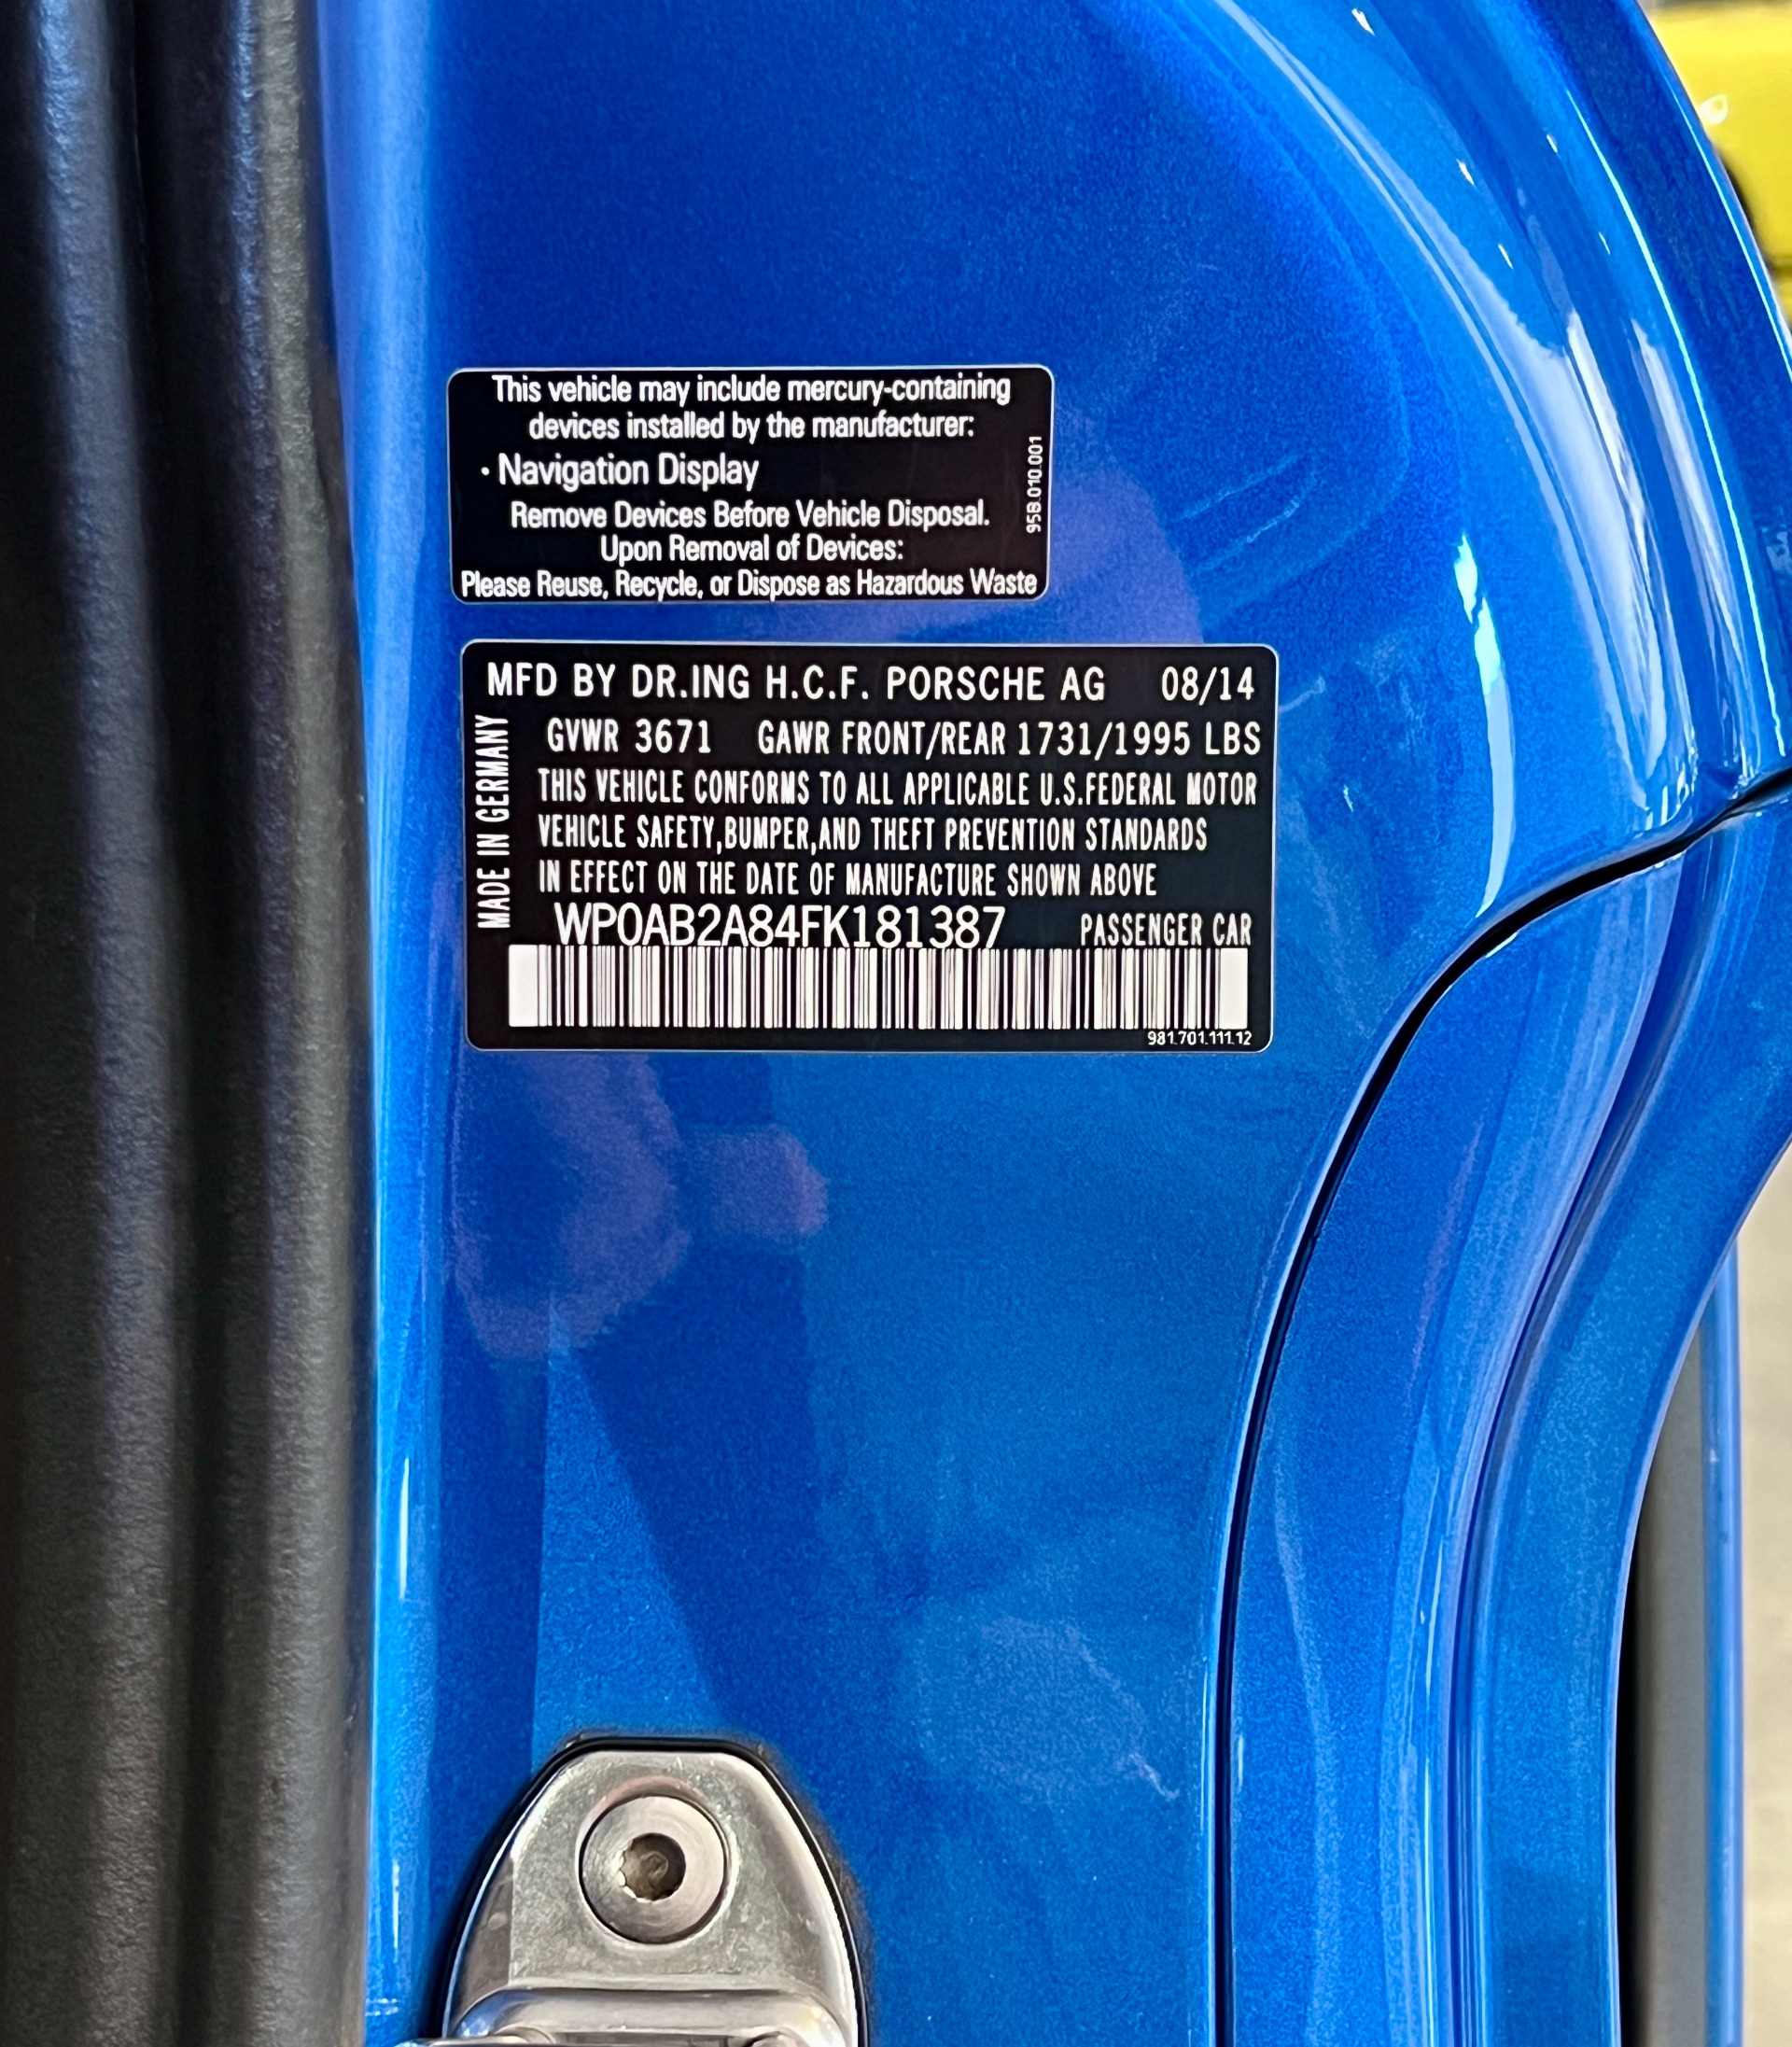 This vehicle may include mercury-containing
devices installed by the manufacturer:
· Navigation Display
Remove Devices Before Vehicle Disposal.
Upon Removal of Devices:
Please Reuse, Recycle, or Dispose as Hazardous Waste
95B.010.001
MFD BY DR.ING H.C.F. PORSCHE AG 08/14
GVWR 3671 GAWR FRONT/REAR 1731/1995 LBS
THIS VEHICLE CONFORMS TO ALL APPLICABLE U.S.FEDERAL MOTOR
VEHICLE SAFETY,BUMPER,AND THEFT PREVENTION STANDARDS
IN EFFECT ON THE DATE OF MANUFACTURE SHOWN ABOVE
WP0AB2A84FK181387 PASSENGER CAR
MADE IN GERMANY
981.701.111.12